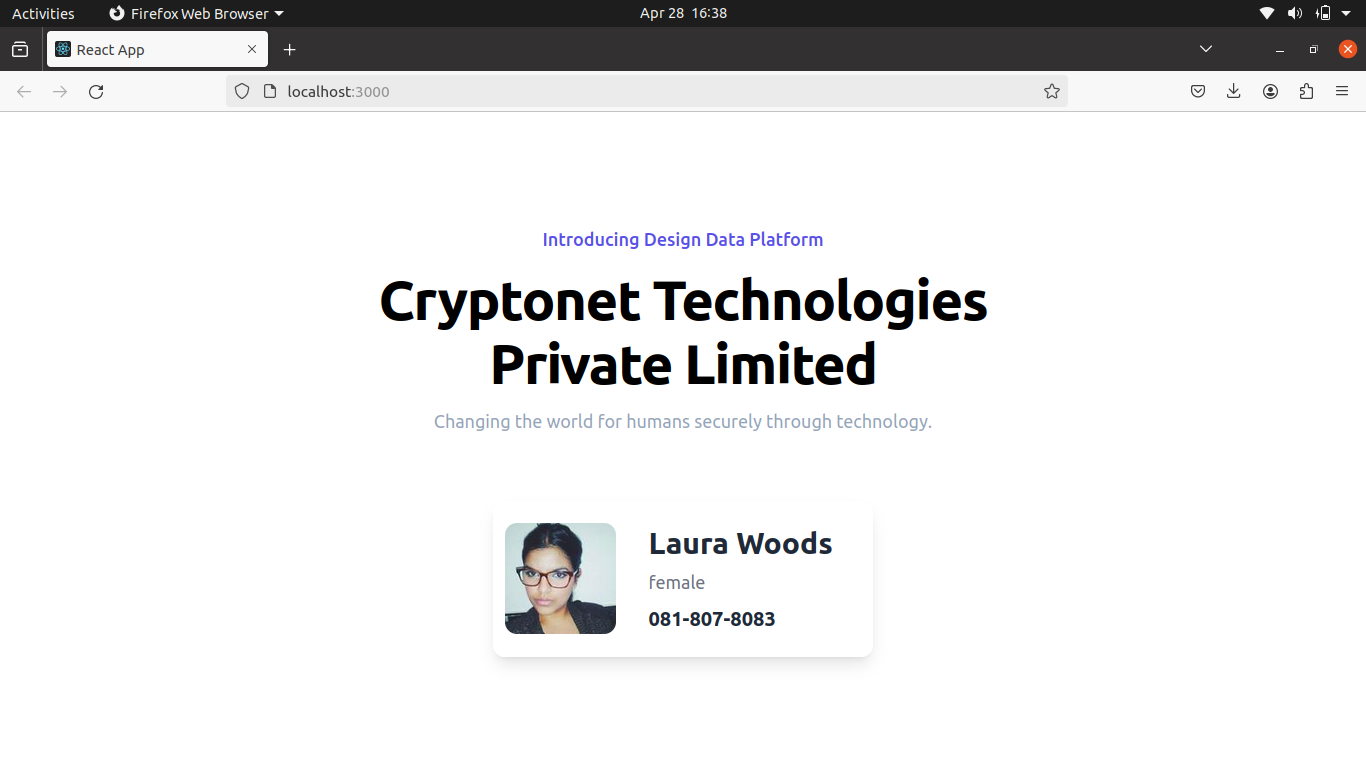 Activities
Firefox Web Browser
Apr 28 16:38
React App
localhost:3000
Introducing Design Data Platform
Cryptonet Technologies
Private Limited
Changing the world for humans securely through technology.
Laura Woods
female
081-807-8083